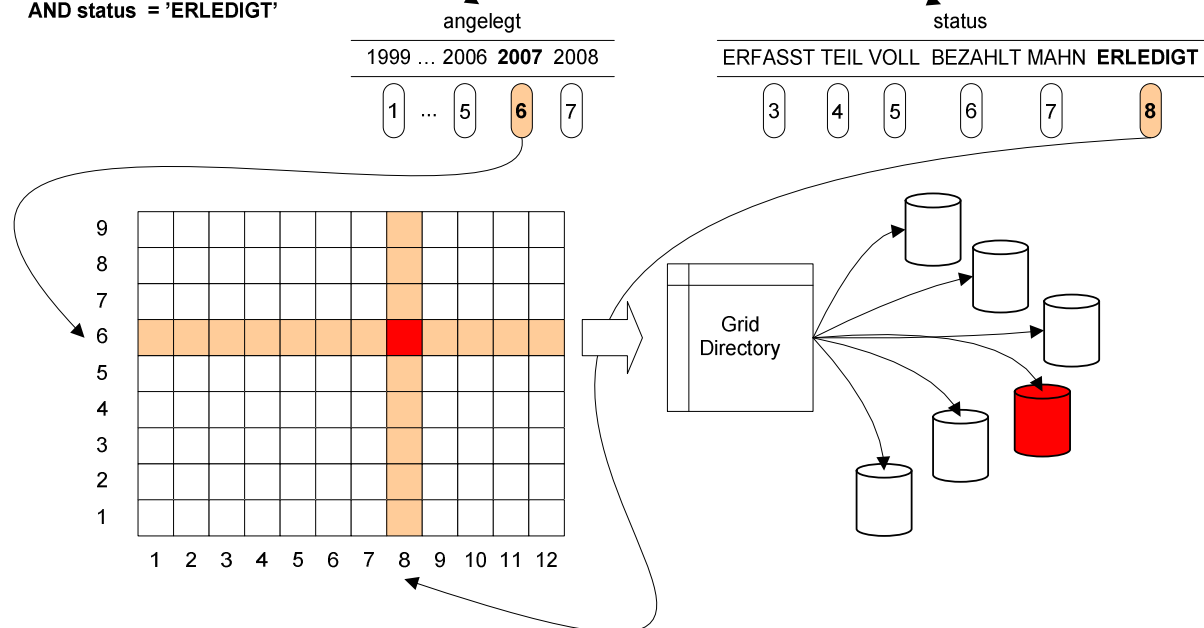 AND status = 'ERLEDIGT'
angelegt
status
1999 ... 2006 2007 2008
ERFASST TEIL VOLL BEZAHLT MAHN ERLEDIGT
1 ... 5 6 7
3 4 5 6 7 8
9
8
7
6
5
4
3
2
1
1 2 3 4 5 6 7 8 9 10 11 12
Grid
Directory